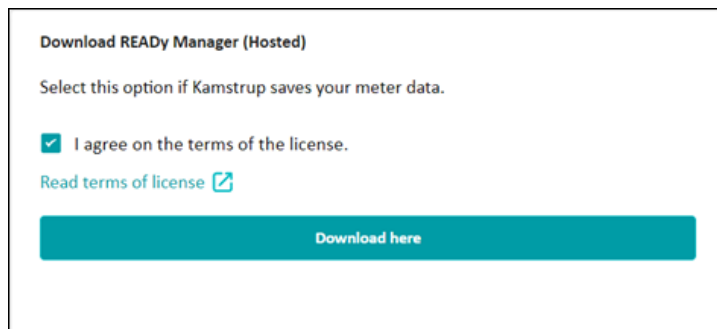 Download READy Manager (Hosted)
Select this option if Kamstrup saves your meter data.
I agree on the terms of the license.
Read terms of license
Download here